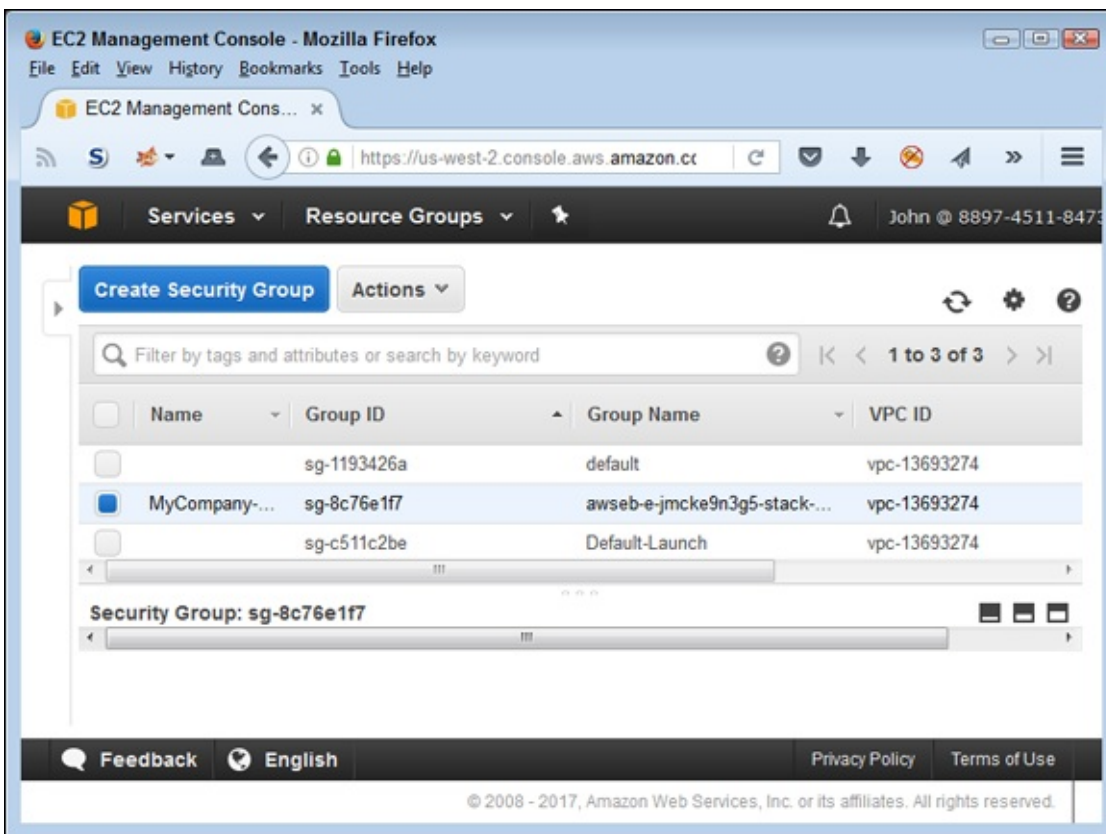 EC2 Management Console - Mozilla Firefox
File Edit View History Bookmarks Tools Help
EC2 Management Cons... ×
S https://us-west-2.console.aws.amazon.cc
Services Resource Groups John @ 8897-4511-8473
Create Security Group Actions
Filter by tags and attributes or search by keyword 1 to 3 of 3
Name Group ID Group Name VPC ID
sg-1193426a default vpc-13693274
MyCompany-... sg-8c76e1f7 awseb-e-jmcke9n3g5-stack-... vpc-13693274
sg-c511c2be Default-Launch vpc-13693274
Security Group: sg-8c76e1f7
Feedback English Privacy Policy Terms of Use
© 2008 - 2017, Amazon Web Services, Inc. or its affiliates. All rights reserved.